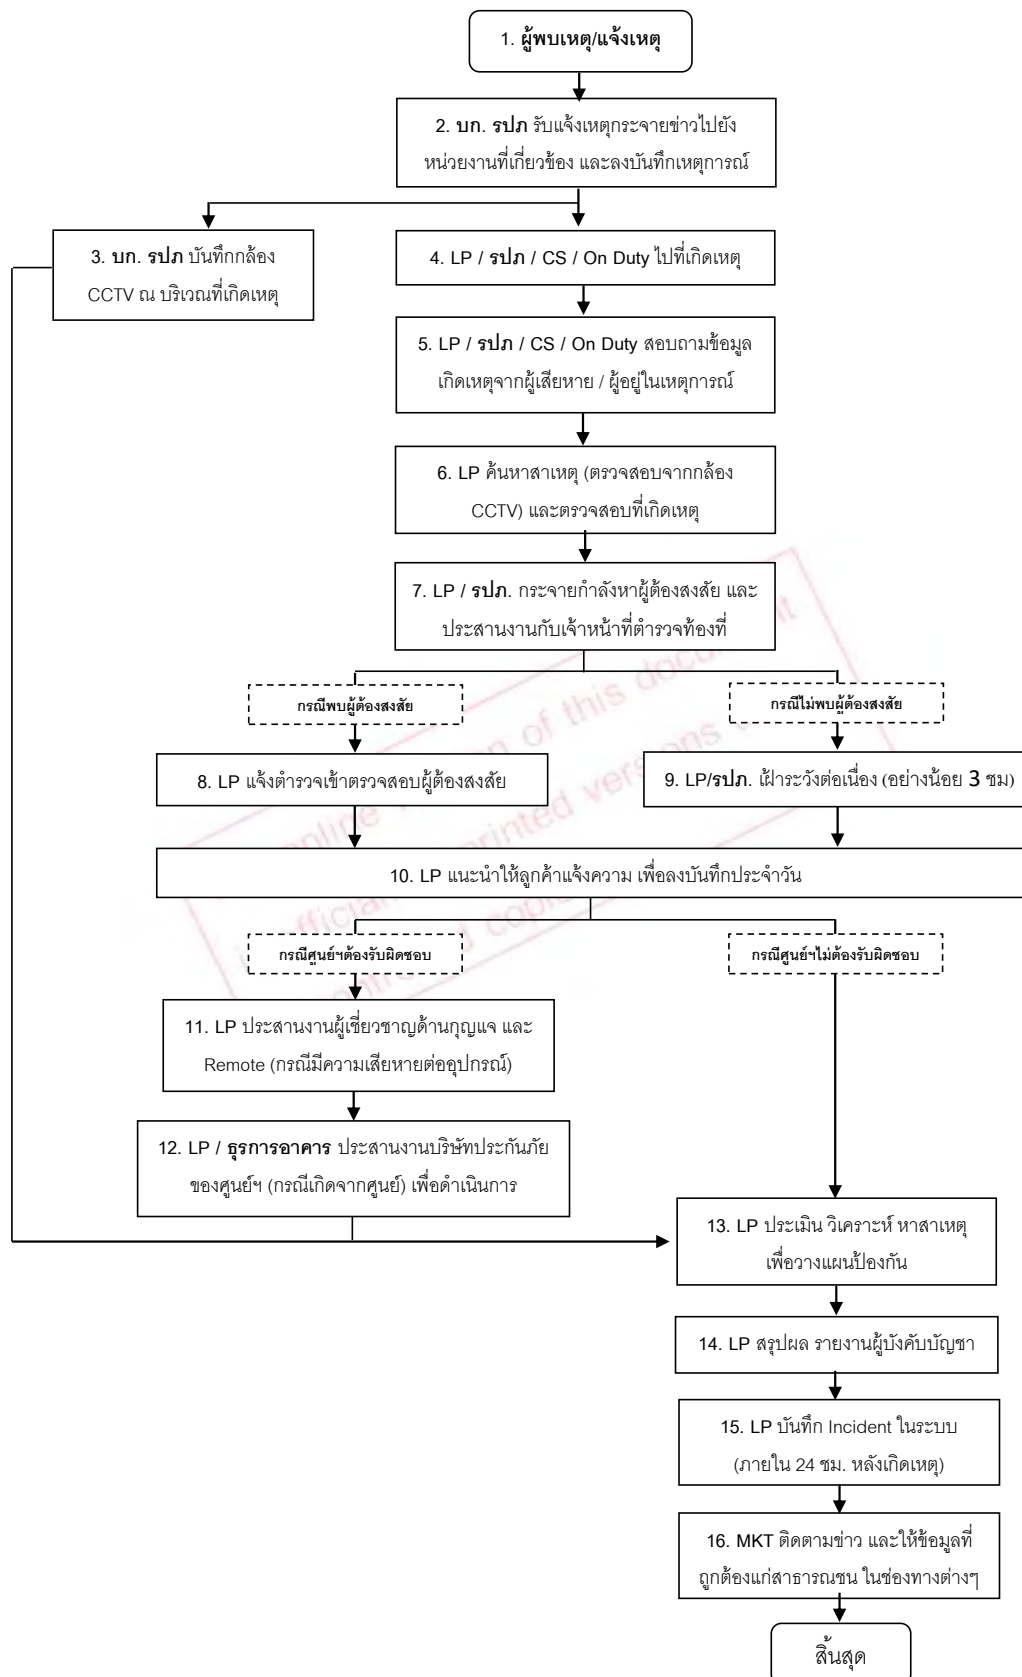 1. ผู้พบเหตุ/แจ้งเหตุ
2. บก. รปภ รับแจ้งเหตุกระจายข่าวไปยัง
หน่วยงานที่เกี่ยวข้อง และลงบันทึกเหตุการณ์
3. บก. รปภ บันทึกกล้อง
CCTV ณ บริเวณที่เกิดเหตุ
4. LP / รปภ / CS / On Duty ไปที่เกิดเหตุ
5. LP / รปภ / CS / On Duty สอบถามข้อมูล
เกิดเหตุจากผู้เสียหาย / ผู้อยู่ในเหตุการณ์
6. LP ค้นหาสาเหตุ (ตรวจสอบจากกล้อง
CCTV) และตรวจสอบที่เกิดเหตุ
7. LP / รปภ. กระจายกำลังหาผู้ต้องสงสัย และ
ประสานงานกับเจ้าหน้าที่ตำรวจท้องที่
กรณีพบผู้ต้องสงสัย
กรณีไม่พบผู้ต้องสงสัย
8. LP แจ้งตำรวจเข้าตรวจสอบผู้ต้องสงสัย
9. LP/รปภ. เฝ้าระวังต่อเนื่อง (อย่างน้อย 3 ชม)
10. LP แนะนำให้ลูกค้าแจ้งความ เพื่อลงบันทึกประจำวัน
กรณีศูนย์ฯต้องรับผิดชอบ
กรณีศูนย์ฯไม่ต้องรับผิดชอบ
11. LP ประสานงานผู้เชี่ยวชาญด้านกุญแจ และ
Remote (กรณีมีความเสียหายต่ออุปกรณ์)
12. LP / ธุรการอาคาร ประสานงานบริษัทประกันภัย
ของศูนย์ฯ (กรณีเกิดจากศูนย์) เพื่อดำเนินการ
13. LP ประเมิน วิเคราะห์ หาสาเหตุ
เพื่อวางแผนป้องกัน
14. LP สรุปผล รายงานผู้บังคับบัญชา
15. LP บันทึก Incident ในระบบ
(ภายใน 24 ชม. หลังเกิดเหตุ)
16. MKT ติดตามข่าว และให้ข้อมูลที่
ถูกต้องแก่สาธารณชน ในช่องทางต่างๆ
สิ้นสุด
of this
printed versions